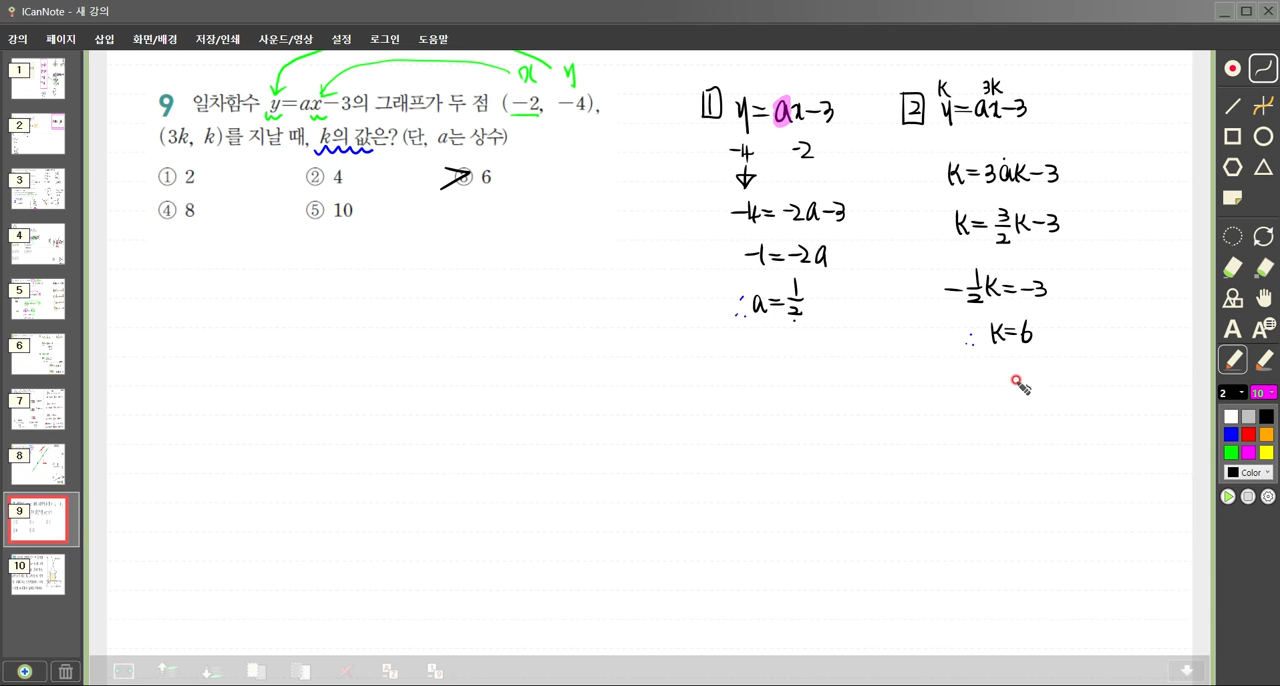 ICanNote - 새 강의
강의 페이지 삽입 화면/배경 저장/인쇄 사운드/영상 설정 로그인 도움말
1
2
3
4
5
6
7
8
9
10
x y
9 일차함수 y=ax-3의 그래프가 두 점 (-2, -4),
(3k, k)를 지날 때, k의 값은? (단, a는 상수)
① 2 ② 4 ③ 6
④ 8 ⑤ 10
1 y=ax-3
-4 -2
-4=-2a-3
-1=-2a
∴ a=1/2
2 y=ax-3
K 3K
K=3aK-3
K=3/2K-3
-1/2K=-3
∴ K=6
A A
2 10
Color